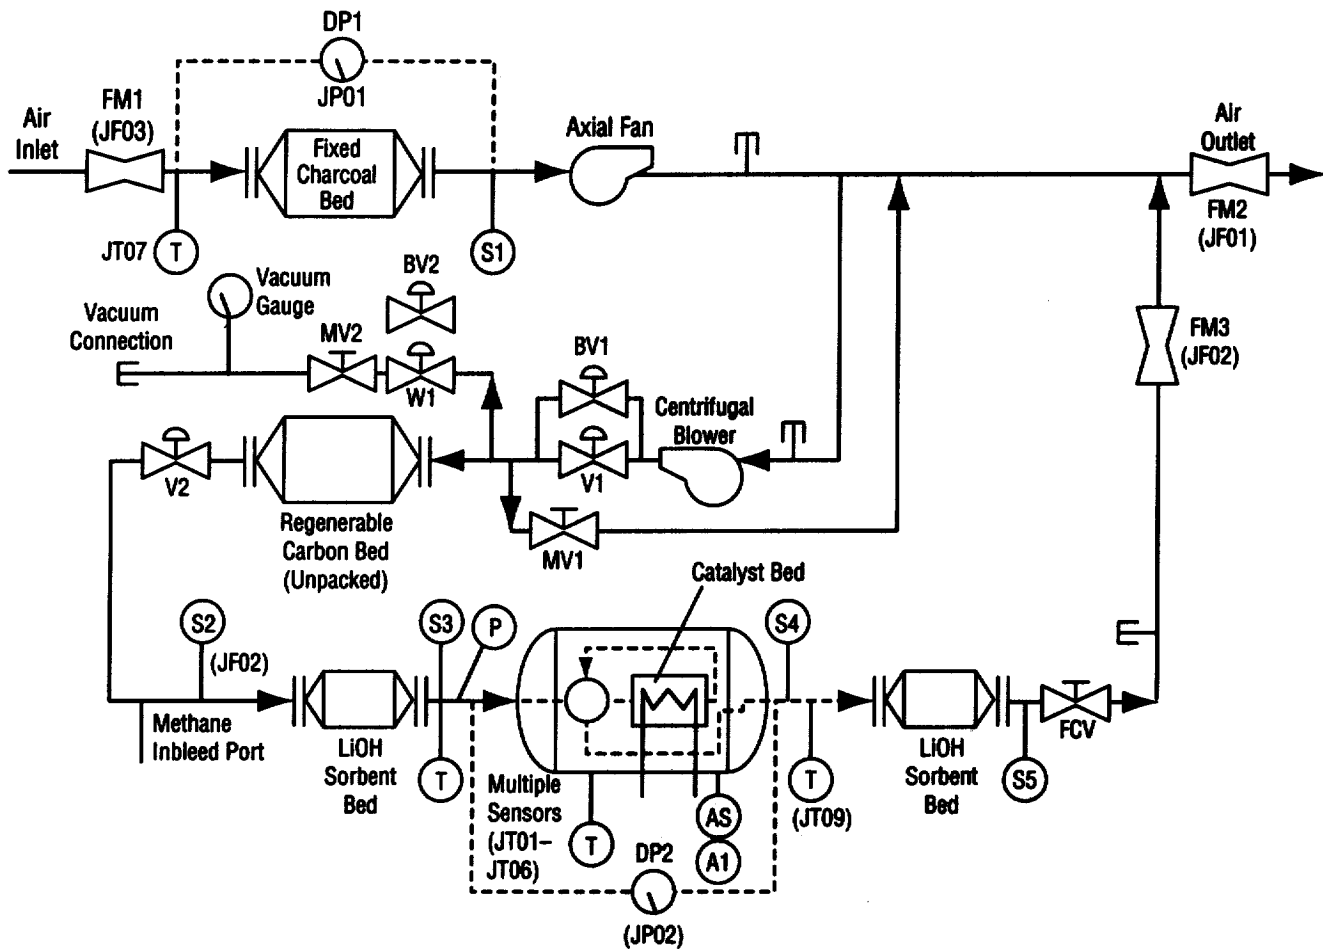 DP1
JP01
FM1
(JF03)
Air
Inlet
Fixed
Charcoal
Bed
Axial Fan
Air
Outlet
FM2
(JF01)
JT07
T
S1
Vacuum
Gauge
BV2
Vacuum
Connection
MV2
W1
BV1
Centrifugal
Blower
FM3
(JF02)
V2
V1
Regenerable
Carbon Bed
(Unpacked)
MV1
Catalyst Bed
S2
(JF02)
S3
P
S4
Methane
Inbleed Port
LiOH
Sorbent
Bed
T
Multiple
Sensors
(JT01–
JT06)
T
AS
A1
T
(JT09)
LiOH
Sorbent
Bed
S5
FCV
DP2
(JP02)